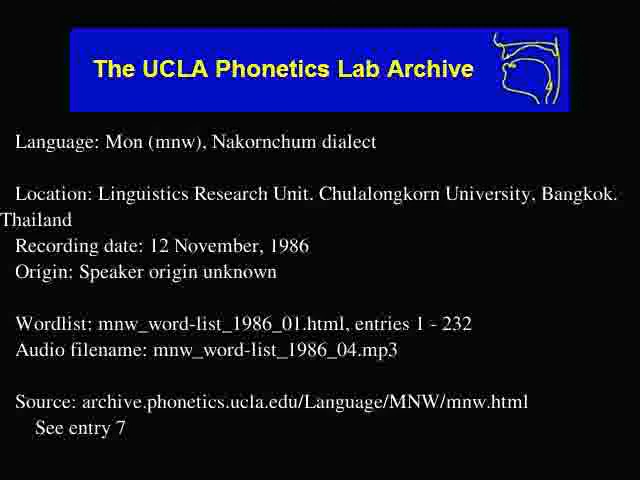 The UCLA Phonetics Lab Archive
Language: Mon (mnw), Nakornchum dialect
Location: Linguistics Research Unit. Chulalongkorn University, Bangkok.
Thailand
Recording date: 12 November, 1986
Origin: Speaker origin unknown
Wordlist: mnw_word-list_1986_01.html, entries 1 - 232
Audio filename: mnw_word-list_1986_04.mp3
Source: archive.phonetics.ucla.edu/Language/MNW/mnw.html
See entry 7